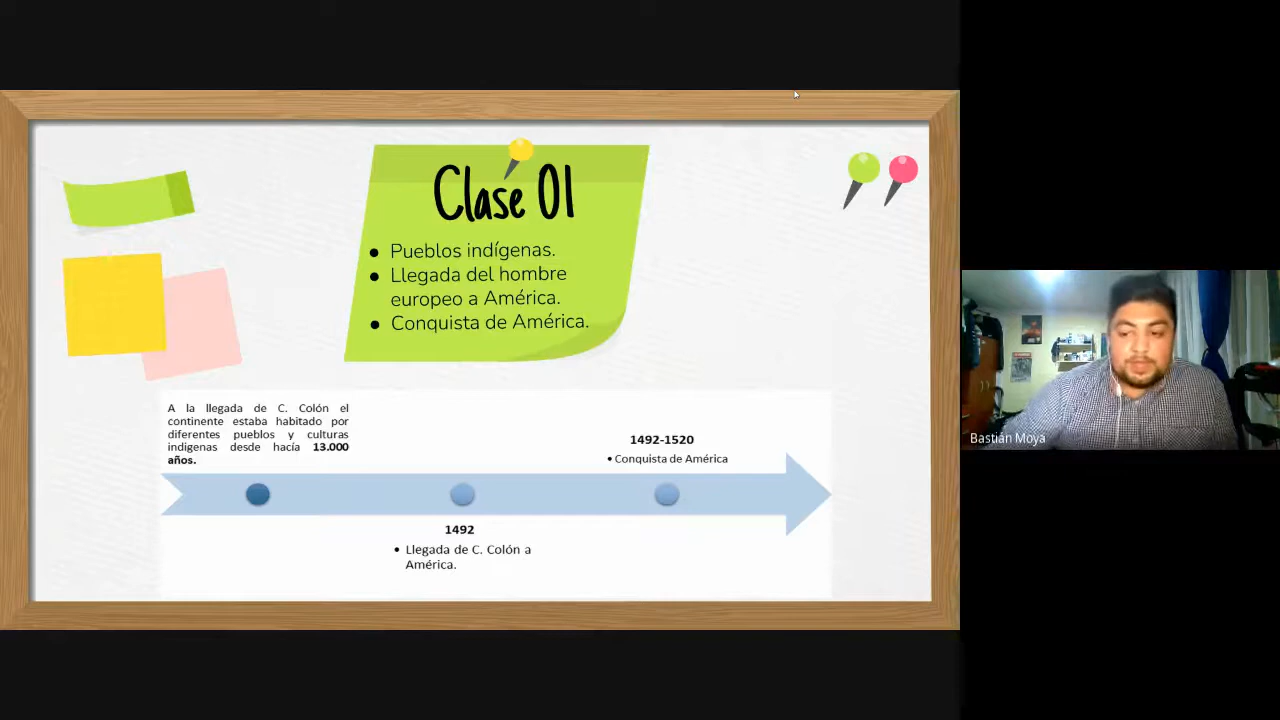 Clase 01
● Pueblos indígenas.
● Llegada del hombre
europeo a América.
● Conquista de América.
A la llegada de C. Colón el
continente estaba habitado por
diferentes pueblos y culturas
indigenas desde hacía 13.000
años.
1492-1520
• Conquista de América
1492
• Llegada de C. Colón a
América.
Bastián Moya